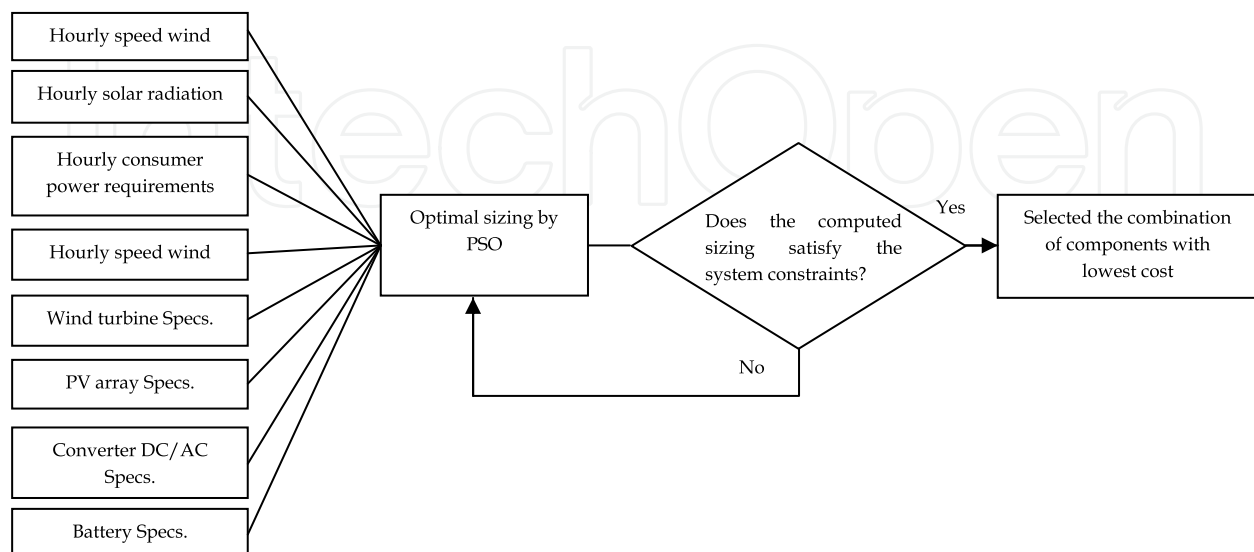 Hourly speed wind
Hourly solar radiation
Hourly consumer
power requirements
Hourly speed wind
Wind turbine Specs.
PV array Specs.
Converter DC/AC
Specs.
Battery Specs.
Optimal sizing by
PSO
Does the computed
sizing satisfy the
system constraints?
Yes
No
Selected the combination
of components with
lowest cost
IntechOpen